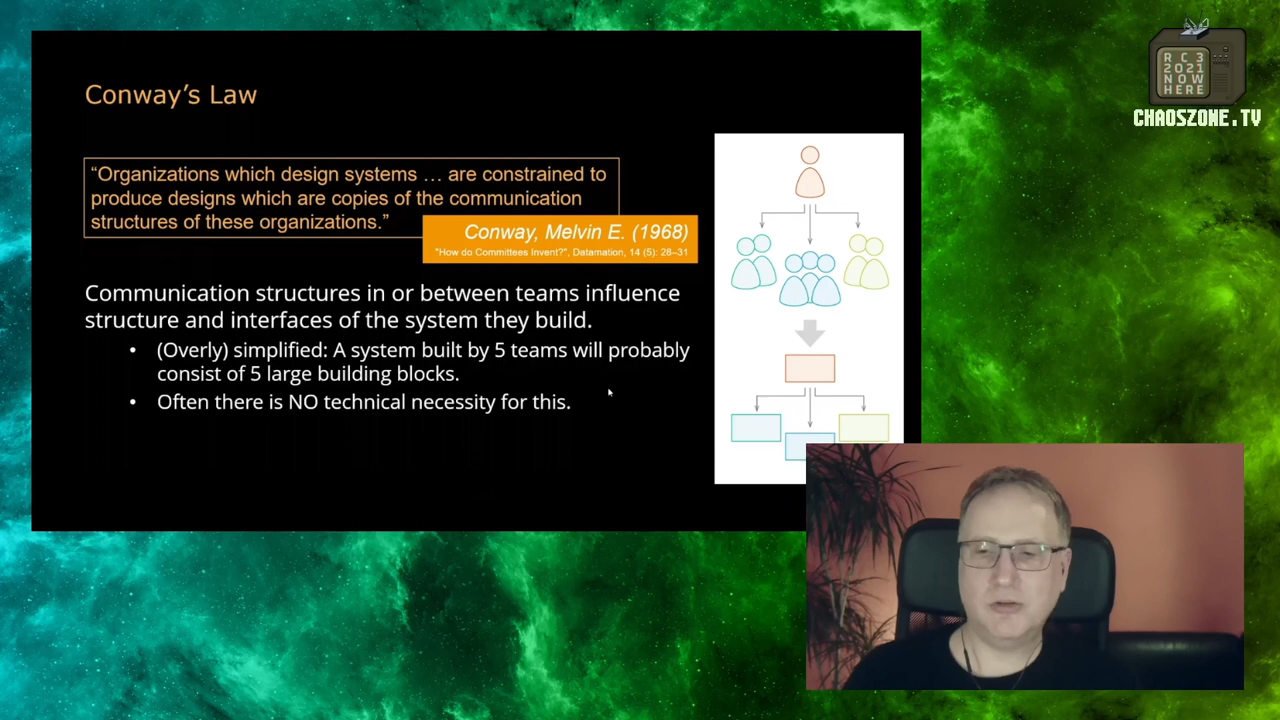 Conway’s Law
“Organizations which design systems … are constrained to
produce designs which are copies of the communication
structures of these organizations.”
Conway, Melvin E. (1968)
"How do Committees Invent?", Datamation, 14 (5): 28–31
Communication structures in or between teams influence
structure and interfaces of the system they build.
• (Overly) simplified: A system built by 5 teams will probably
consist of 5 large building blocks.
• Often there is NO technical necessity for this.
RC3
2021
NOW
HERE
CHAOSZONE.TV